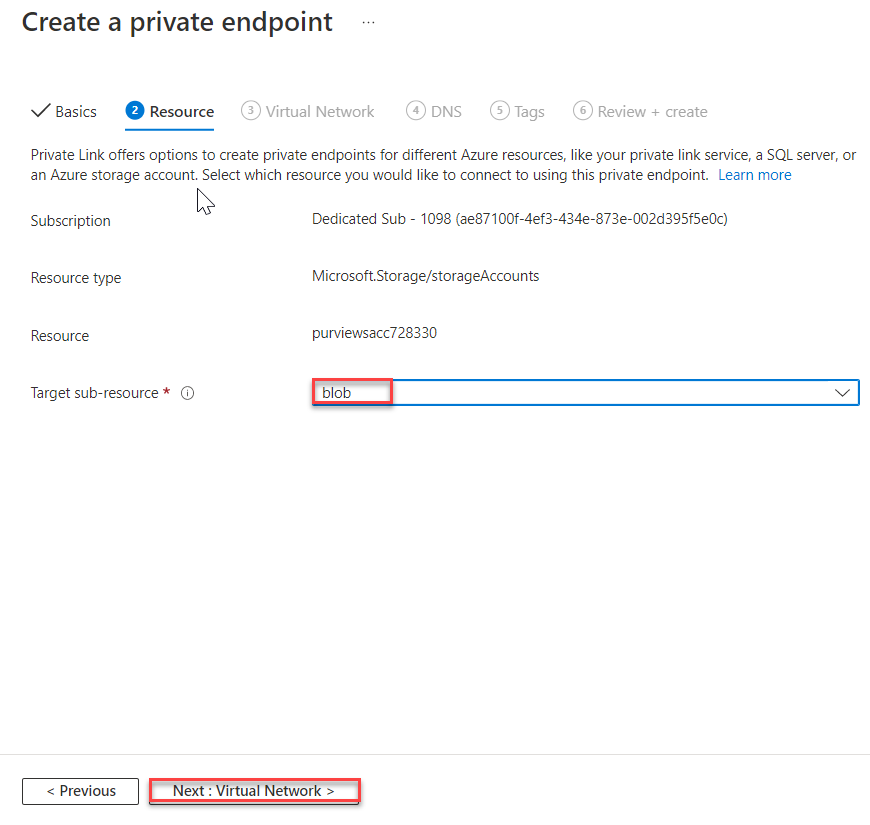 Create a private endpoint ...
Basics 2 Resource 3 Virtual Network 4 DNS 5 Tags 6 Review + create
Private Link offers options to create private endpoints for different Azure resources, like your private link service, a SQL server, or
an Azure storage account. Select which resource you would like to connect to using this private endpoint. Learn more
Subscription Dedicated Sub - 1098 (ae87100f-4ef3-434e-873e-002d395f5e0c)
Resource type Microsoft.Storage/storageAccounts
Resource purviewsacc728330
Target sub-resource * blob
< Previous Next : Virtual Network >